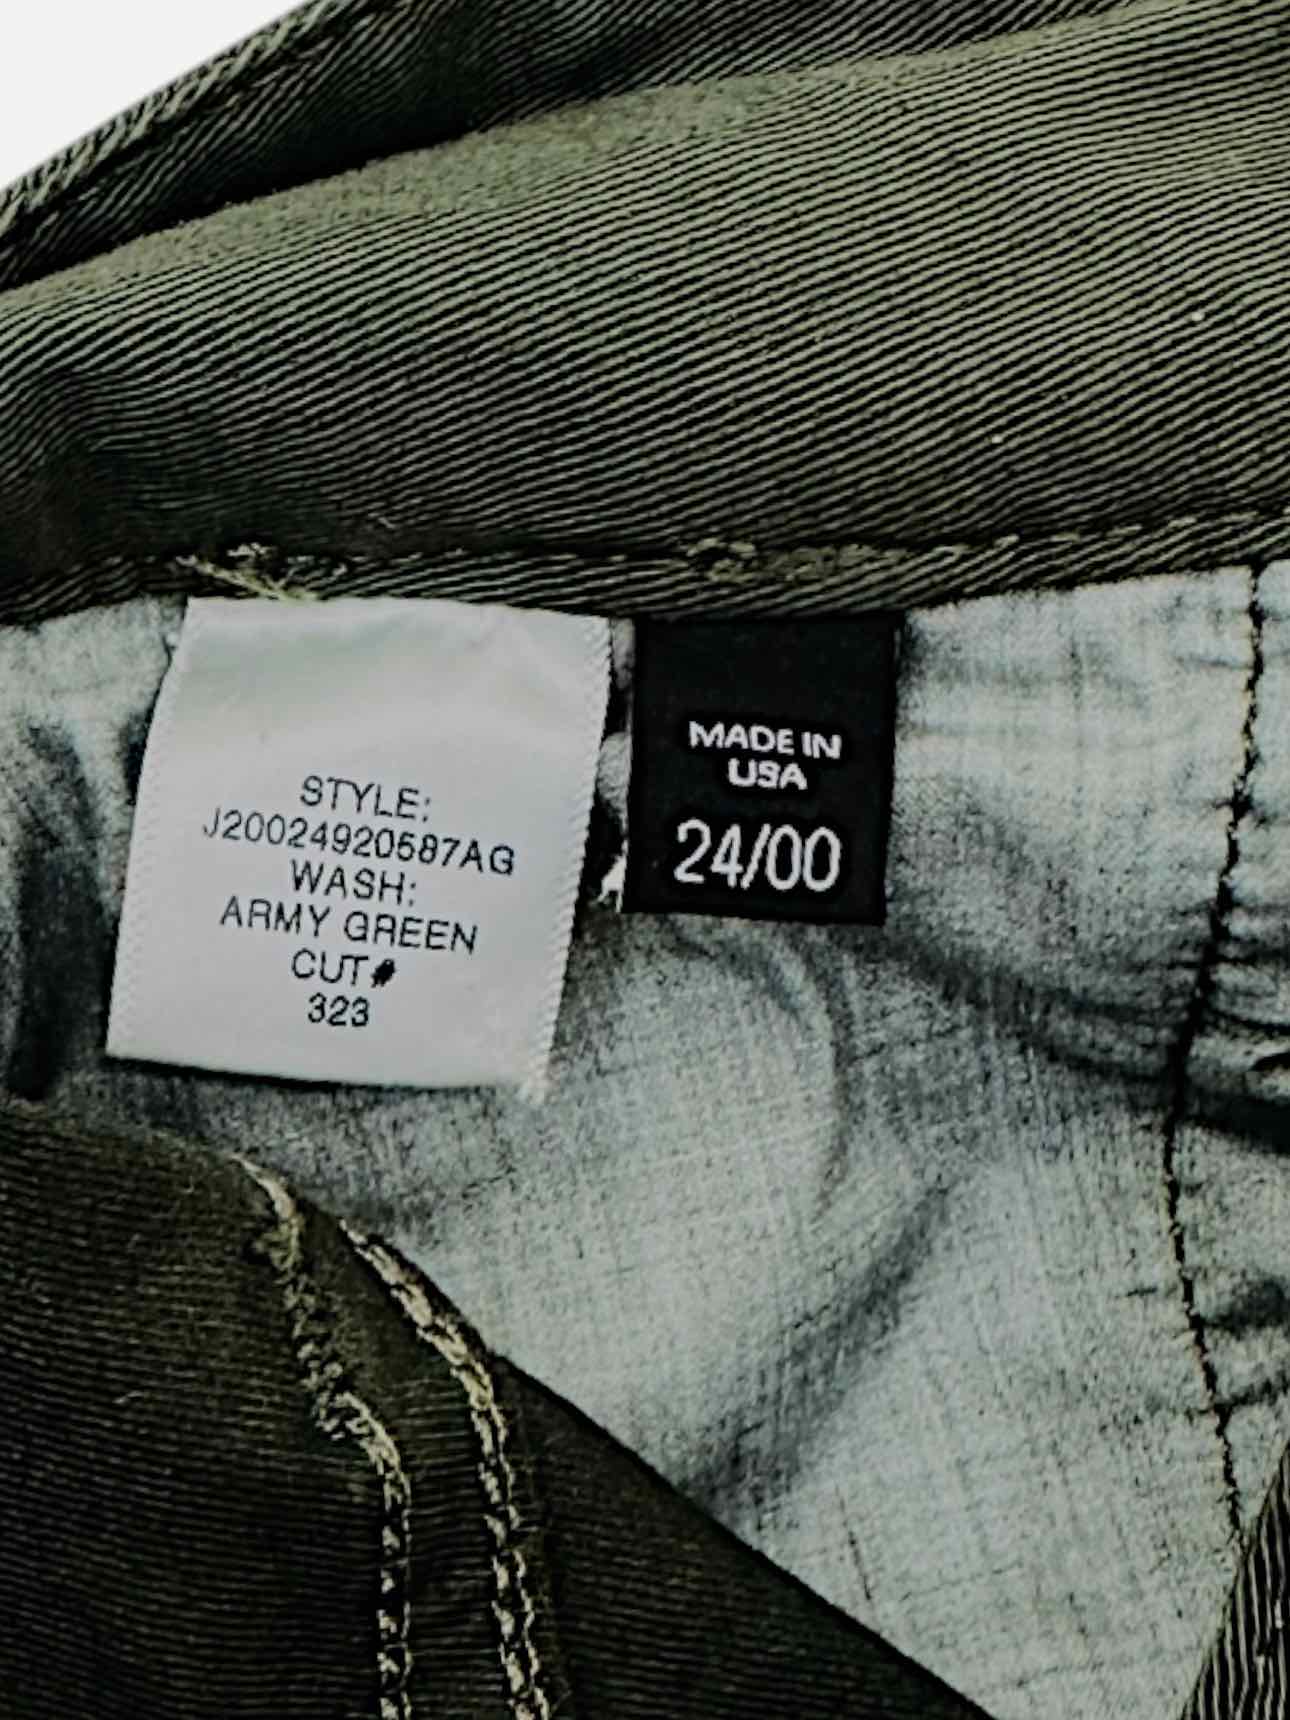 STYLE:
J20024920587AG
WASH:
ARMY GREEN
CUT#
323
MADE IN
USA
24/00